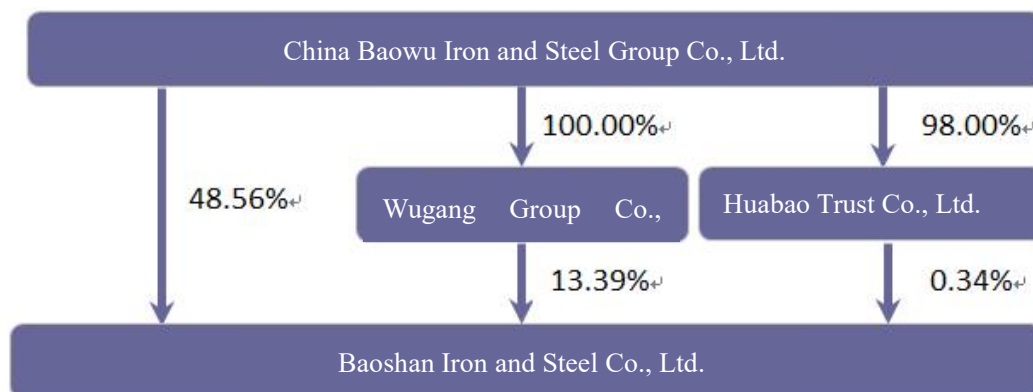 China Baowu Iron and Steel Group Co., Ltd.
100.00%
98.00%
48.56%
Wugang Group Co.,
Huabao Trust Co., Ltd.
13.39%
0.34%
Baoshan Iron and Steel Co., Ltd.